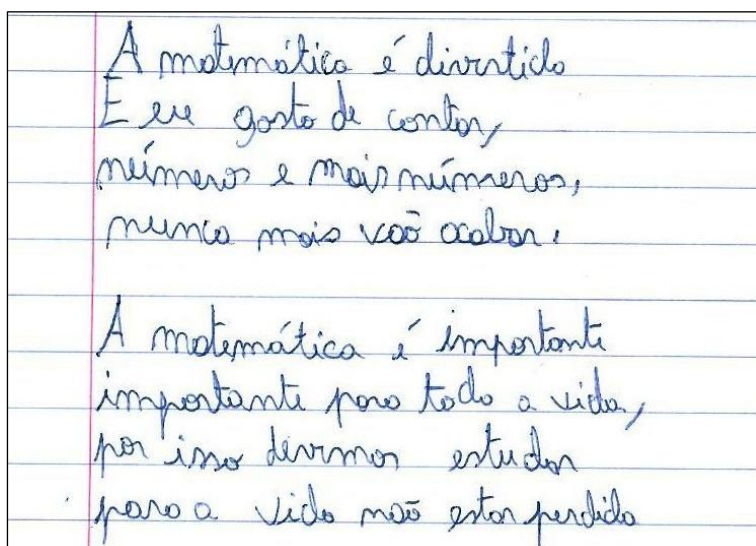 A matemática é divertida
E eu gosto de contar,
números e mais números,
nunca mais vão acabar.
A matemática é importante
importante para toda a vida,
por isso devemos estudar
para a vida não estar perdida